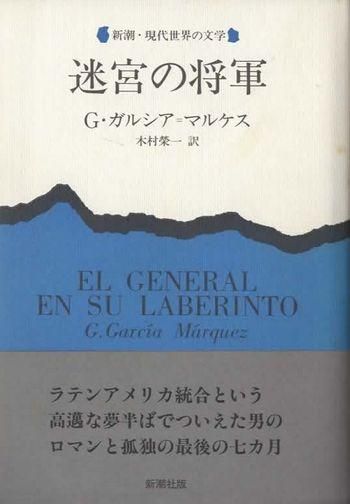 新潮・現代世界の文学
迷宮の将軍
G・ガルシア=マルケス
木村榮一 訳
EL GENERAL
EN SU LABERINTO
G. García Márquez
ラテンアメリカ統合という
高邁な夢半ばでついえた男の
ロマンと孤独の最後の七カ月
新潮社版